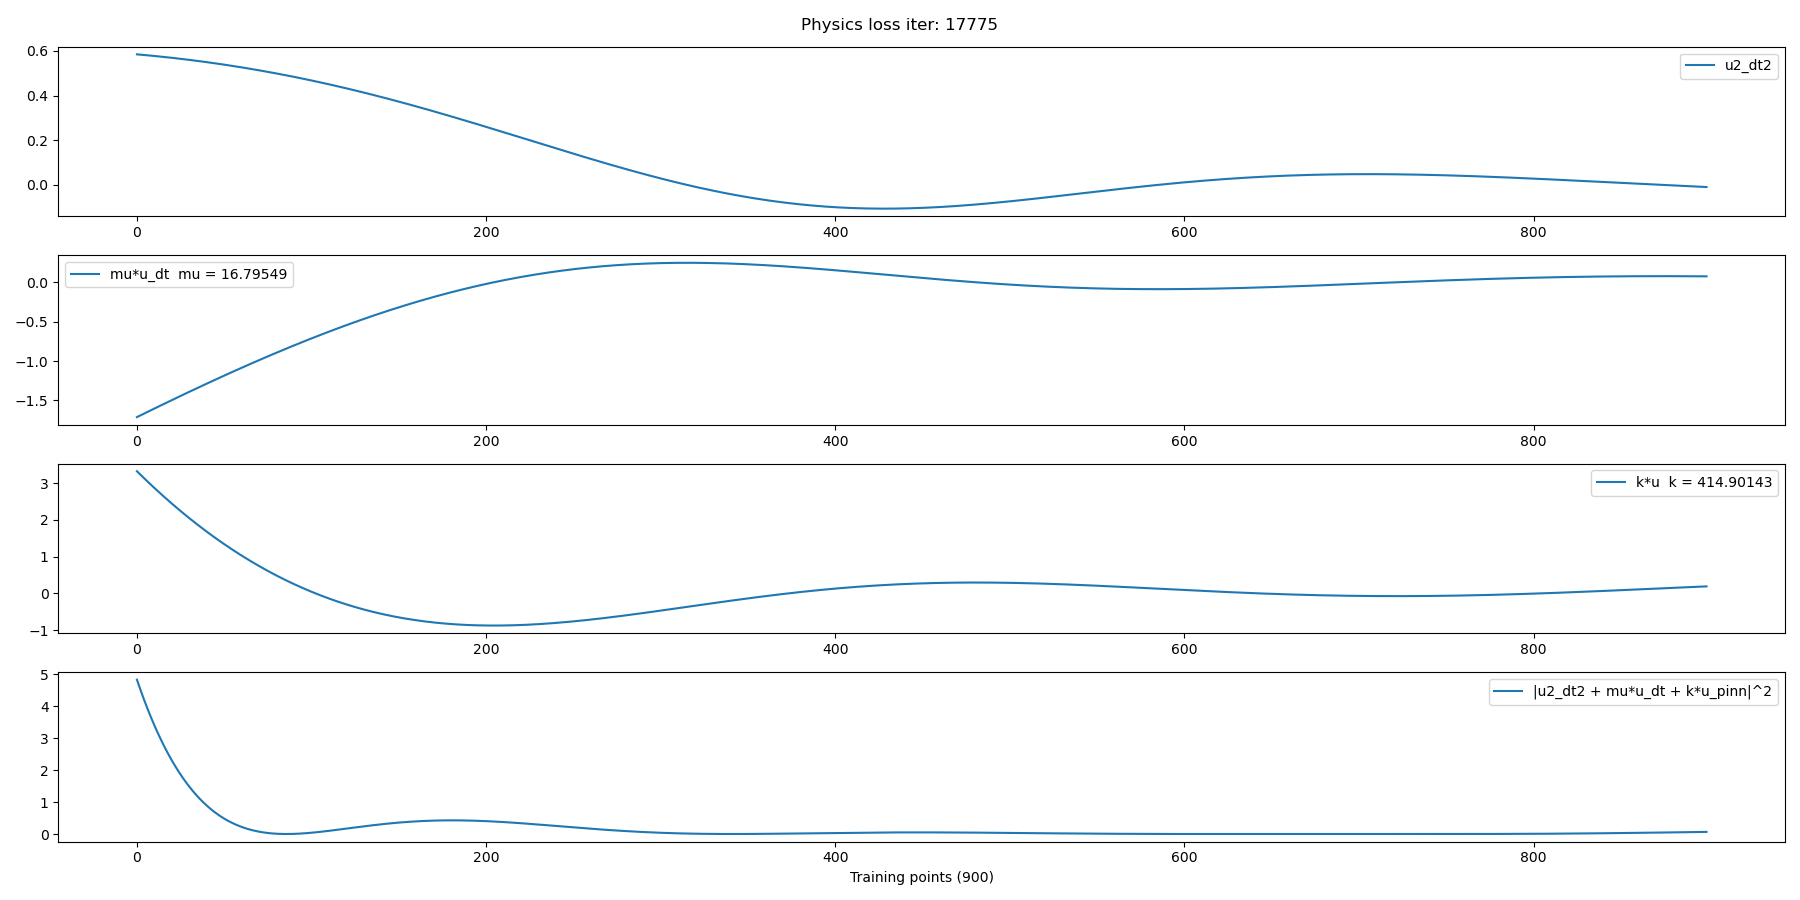 Physics loss iter: 17775
0.6
0.4
0.2
0.0
u2_dt2
0 200 400 600 800
0.0
−0.5
−1.0
−1.5
mu*u_dt  mu = 16.79549
0 200 400 600 800
3
2
1
0
−1
k*u  k = 414.90143
0 200 400 600 800
5
4
3
2
1
0
|u2_dt2 + mu*u_dt + k*u_pinn|^2
0 200 400 600 800
Training points (900)